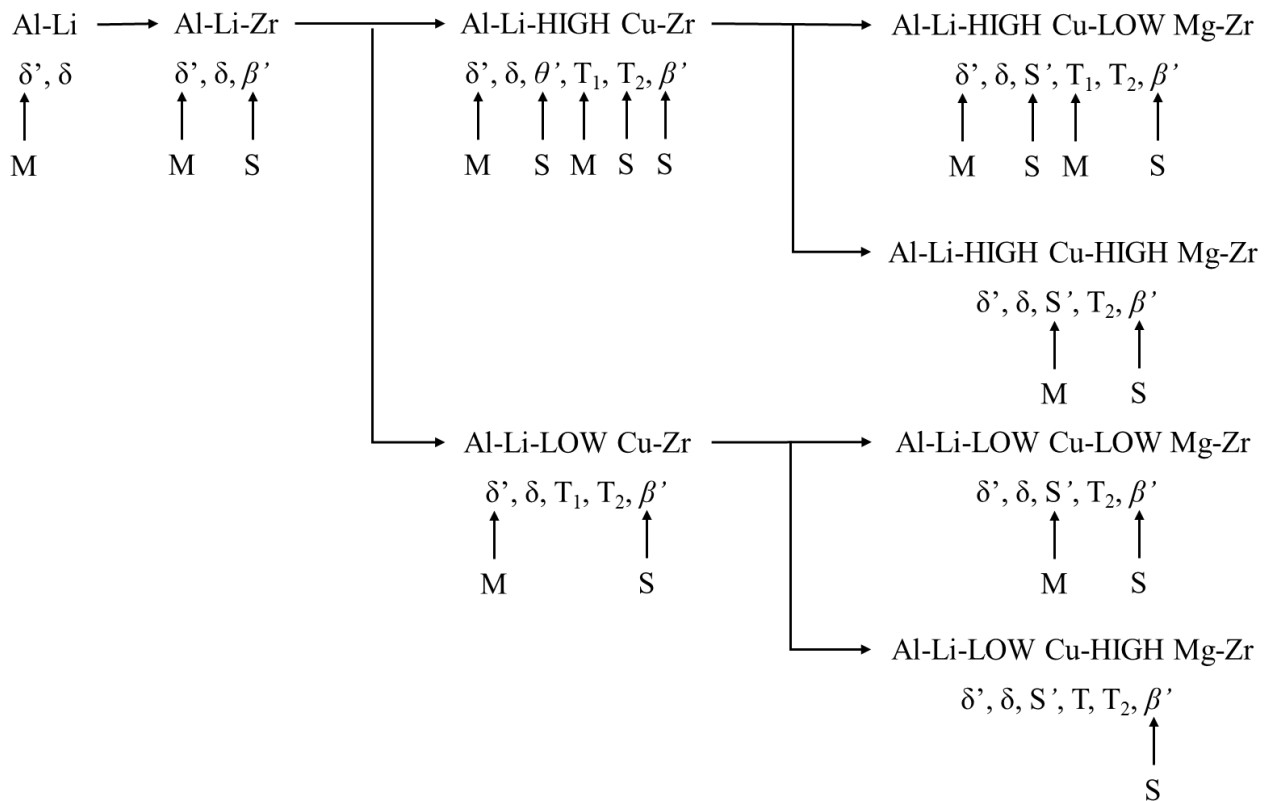 Al-Li
Al-Li-Zr
Al-Li-HIGH Cu-Zr
Al-Li-HIGH Cu-LOW Mg-Zr
δ’, δ
δ’, δ, β’
δ’, δ, θ’, T₁, T₂, β’
δ’, δ, S’, T₁, T₂, β’
M
M S
M S M S S
M S M S
Al-Li-HIGH Cu-HIGH Mg-Zr
δ’, δ, S’, T₂, β’
M S
Al-Li-LOW Cu-Zr
Al-Li-LOW Cu-LOW Mg-Zr
δ’, δ, T₁, T₂, β’
δ’, δ, S’, T₂, β’
M S
M S
Al-Li-LOW Cu-HIGH Mg-Zr
δ’, δ, S’, T, T₂, β’
S